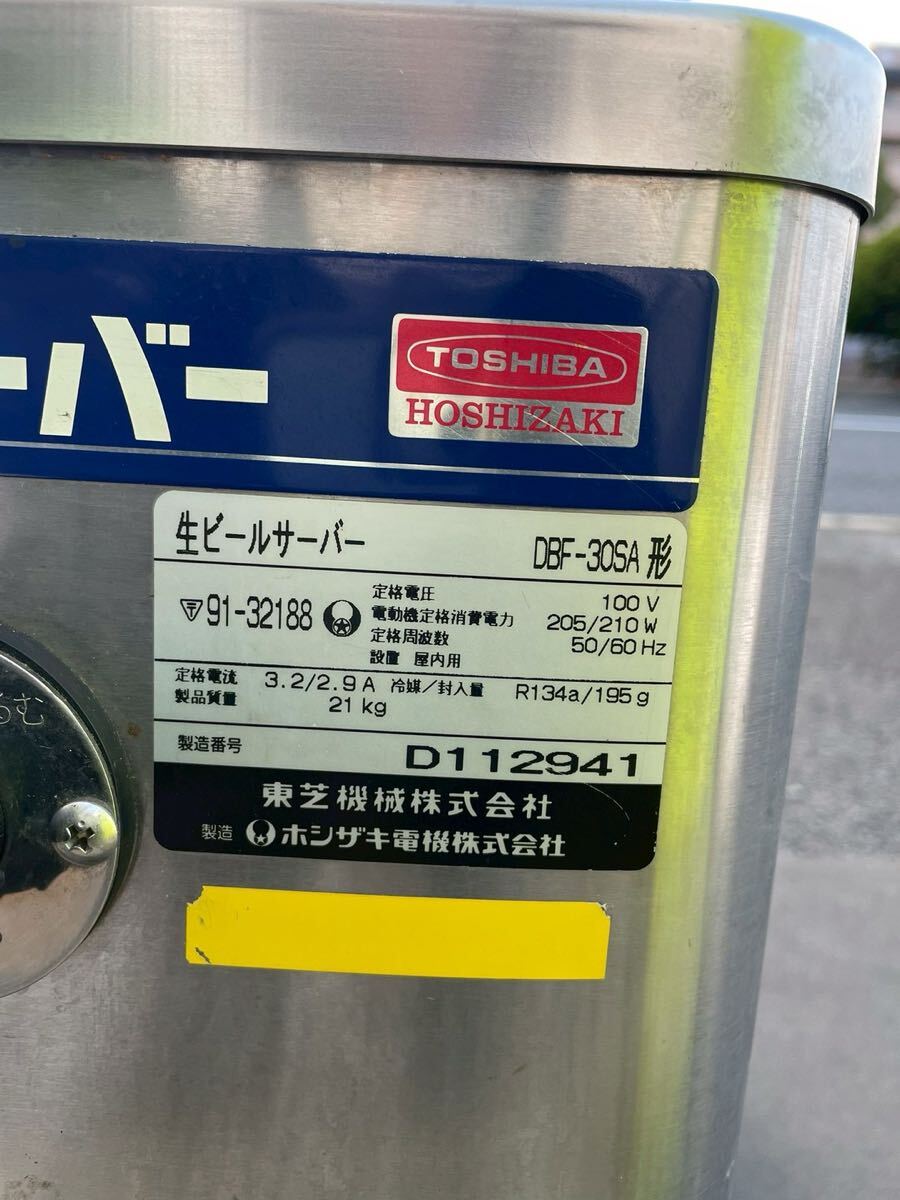 ーバー
TOSHIBA
HOSHIZAKI
生ビールサーバー DBF-30SA 形
〒91-32188
定格電圧 100 V
電動機定格消費電力 205/210 W
定格周波数 50/60 Hz
設置 屋内用
定格電流 3.2/2.9 A 冷媒/封入量 R134a/195 g
製品質量 21 kg
製造番号 D112941
東芝機械株式会社
製造 ホシザキ電機株式会社
るむ